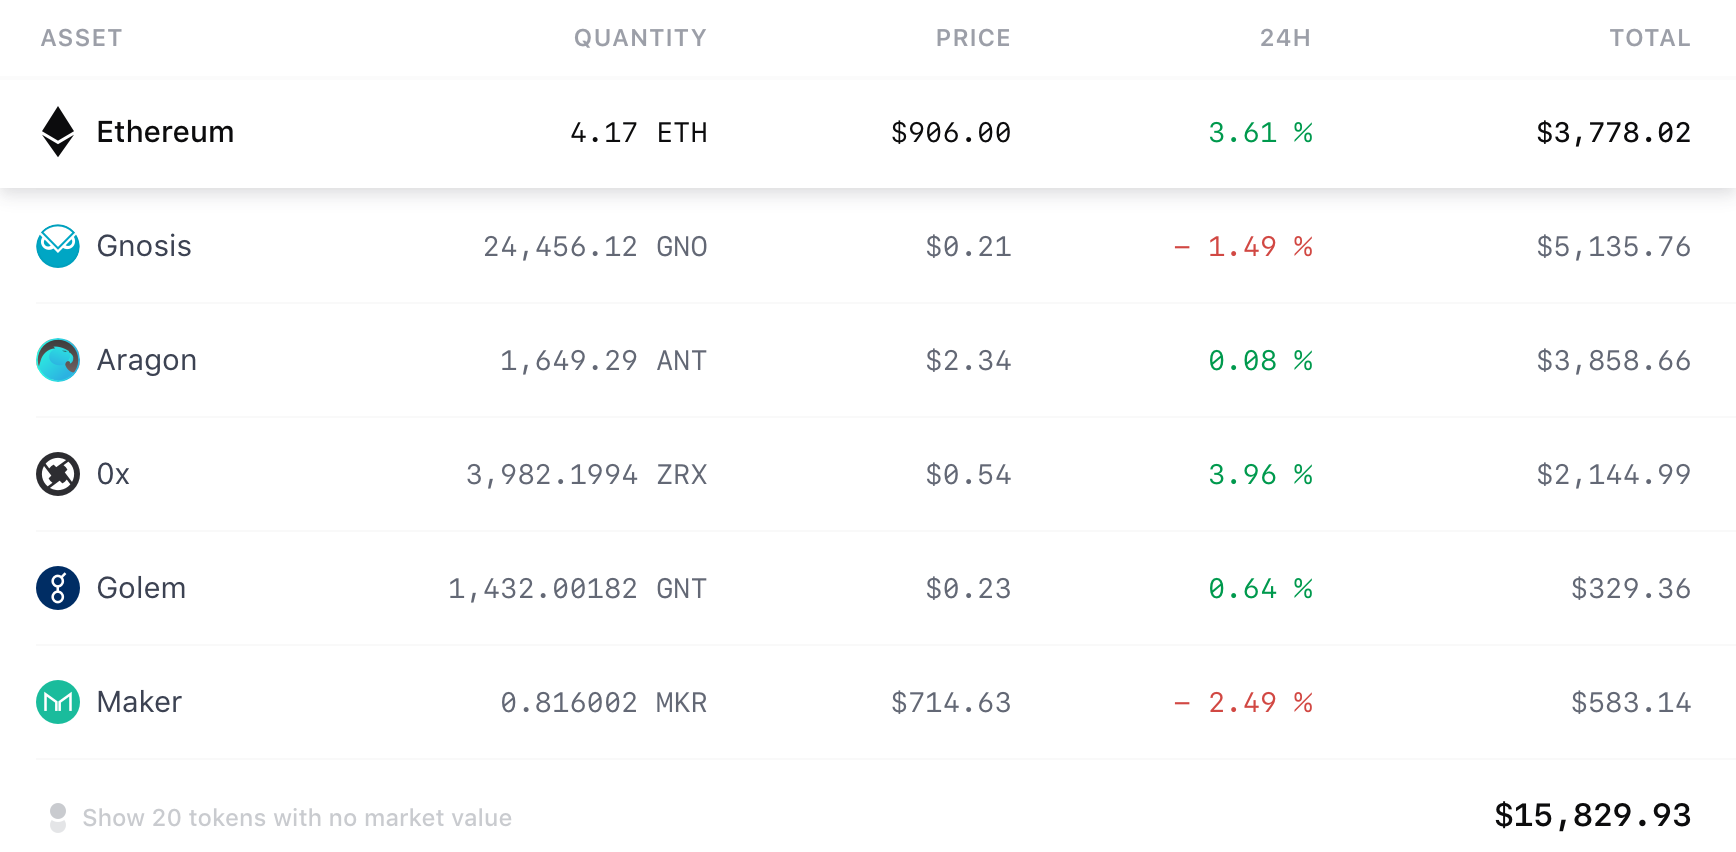 ASSET QUANTITY PRICE 24H TOTAL
Ethereum 4.17 ETH $906.00 3.61 % $3,778.02
Gnosis 24,456.12 GNO $0.21 – 1.49 % $5,135.76
Aragon 1,649.29 ANT $2.34 0.08 % $3,858.66
0x 3,982.1994 ZRX $0.54 3.96 % $2,144.99
Golem 1,432.00182 GNT $0.23 0.64 % $329.36
Maker 0.816002 MKR $714.63 – 2.49 % $583.14
Show 20 tokens with no market value $15,829.93